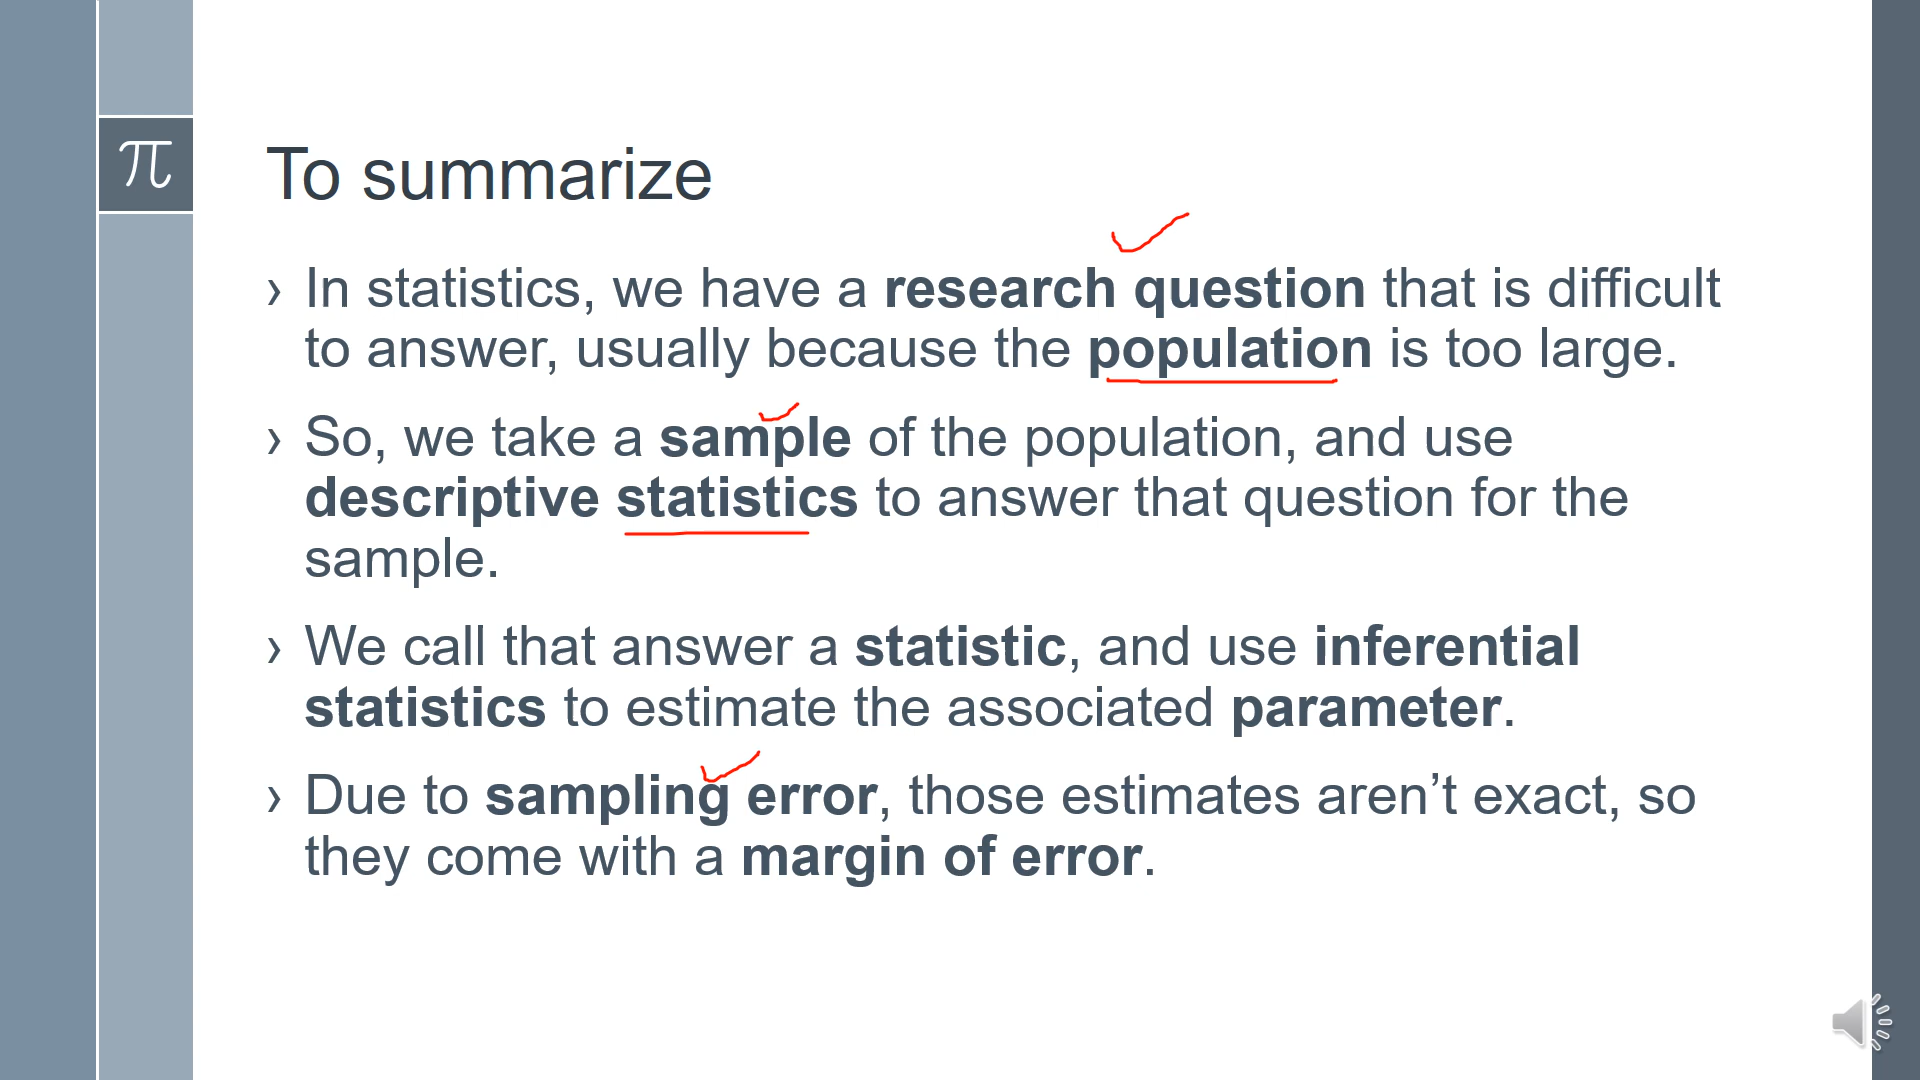 π
To summarize
› In statistics, we have a research question that is difficult
to answer, usually because the population is too large.
› So, we take a sample of the population, and use
descriptive statistics to answer that question for the
sample.
› We call that answer a statistic, and use inferential
statistics to estimate the associated parameter.
› Due to sampling error, those estimates aren’t exact, so
they come with a margin of error.